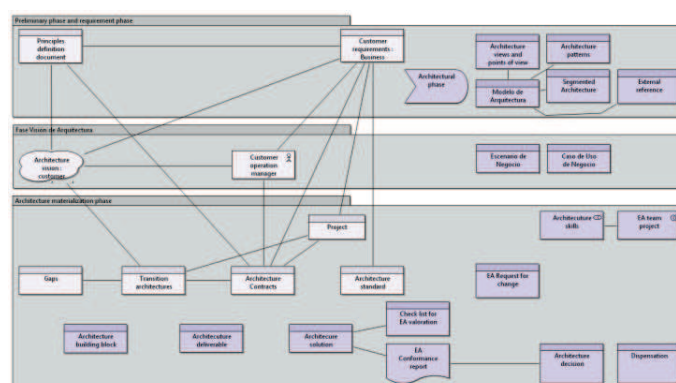 Preliminary phase and requirement phase
Principles
definition
document
Customer
requirements:
Business
Architecture
views and
points of view
Architecture
patterns
Architectural
phase
Modelo de
Arquitectura
Segmented
Architecture
External
reference
Fase Vision de Arquitectura
Architecture
vision:
customer
Customer
operation
manager
Escenario de
Negocio
Caso de Uso
de Negocio
Architecture materialization phase
Project
Architecuture
skills
EA team
project
Gaps
Transition
architectures
Architecture
Contracts
Architecture
standard
EA Request for
change
Check list for
EA valoration
Architecture
building block
Architecuture
deliverable
Architecure
solution
EA
Conformance
report
Architecture
decision
Dispensation